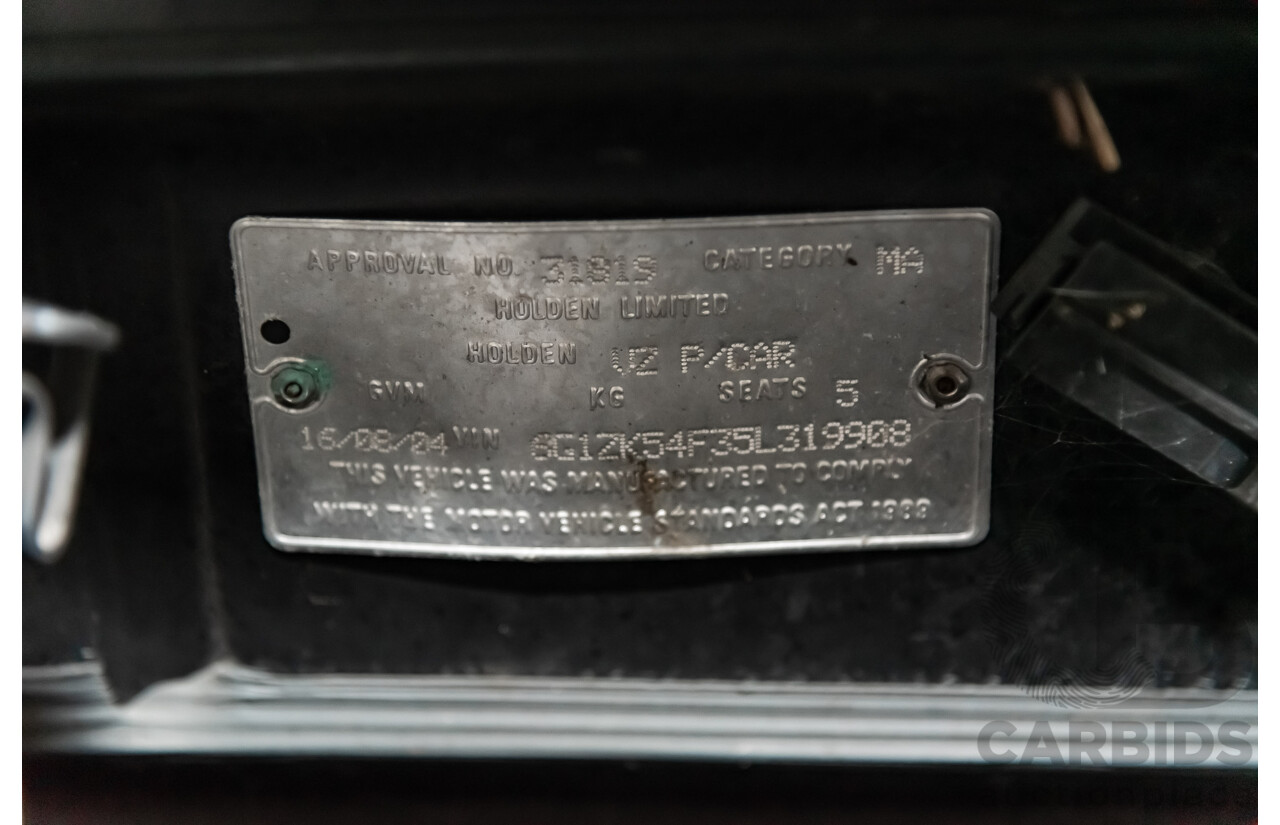 APPROVAL NO. 31819 CATEGORY MA
HOLDEN LIMITED
HOLDEN VZ P/CAR
GVM KG SEATS 5
16/08/04 VIN 6G1ZK54F35L319908
THIS VEHICLE WAS MANUFACTURED TO COMPLY
WITH THE MOTOR VEHICLE STANDARDS ACT 1989
CARBIDS